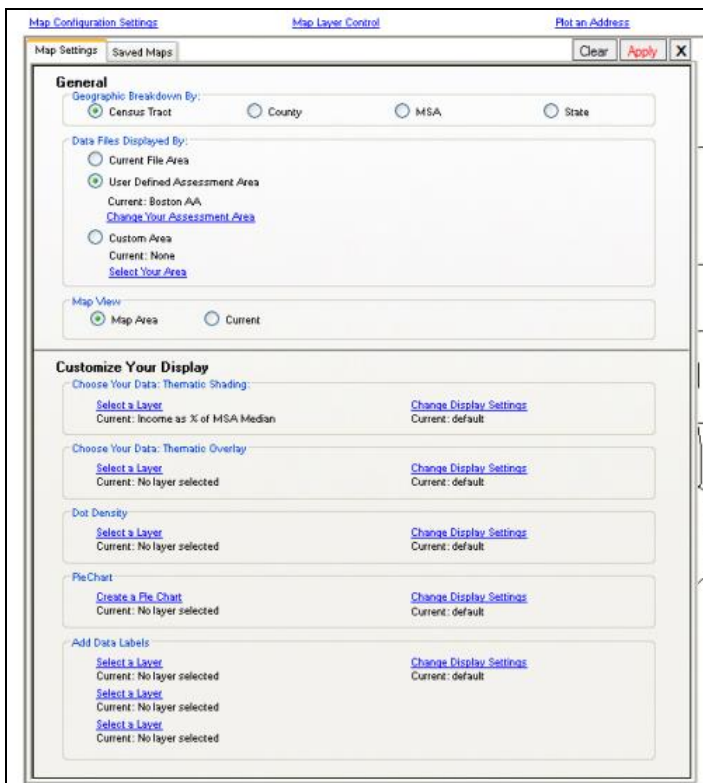 Map Configuration Settings Map Layer Control Plot an Address
Map Settings Saved Maps Clear Apply X
General
Geographic Breakdown By:
Census Tract County MSA State
Data Files Displayed By:
Current File Area
User Defined Assessment Area
Current: Boston AA
Change Your Assessment Area
Custom Area
Current: None
Select Your Area
Map View
Map Area Current
Customize Your Display
Choose Your Data: Thematic Shading:
Select a Layer Change Display Settings
Current: Income as % of MSA Median Current: default
Choose Your Data: Thematic Overlay
Select a Layer Change Display Settings
Current: No layer selected Current: default
Dot Density
Select a Layer Change Display Settings
Current: No layer selected Current: default
PieChart
Create a Pie Chart Change Display Settings
Current: No layer selected Current: default
Add Data Labels
Select a Layer Change Display Settings
Current: No layer selected Current: default
Select a Layer
Current: No layer selected
Select a Layer
Current: No layer selected